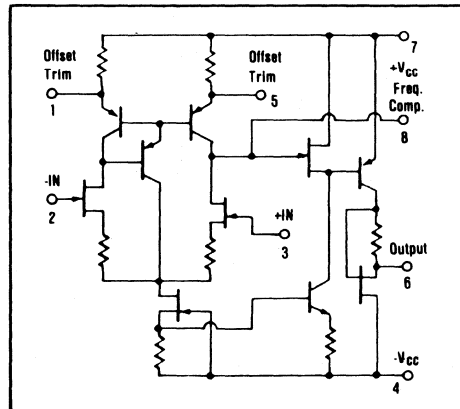 Offset
Trim
1
Offset
Trim
5
7
+Vcc
Freq.
Comp.
8
-IN
2
+IN
3
Output
6
-Vcc
4